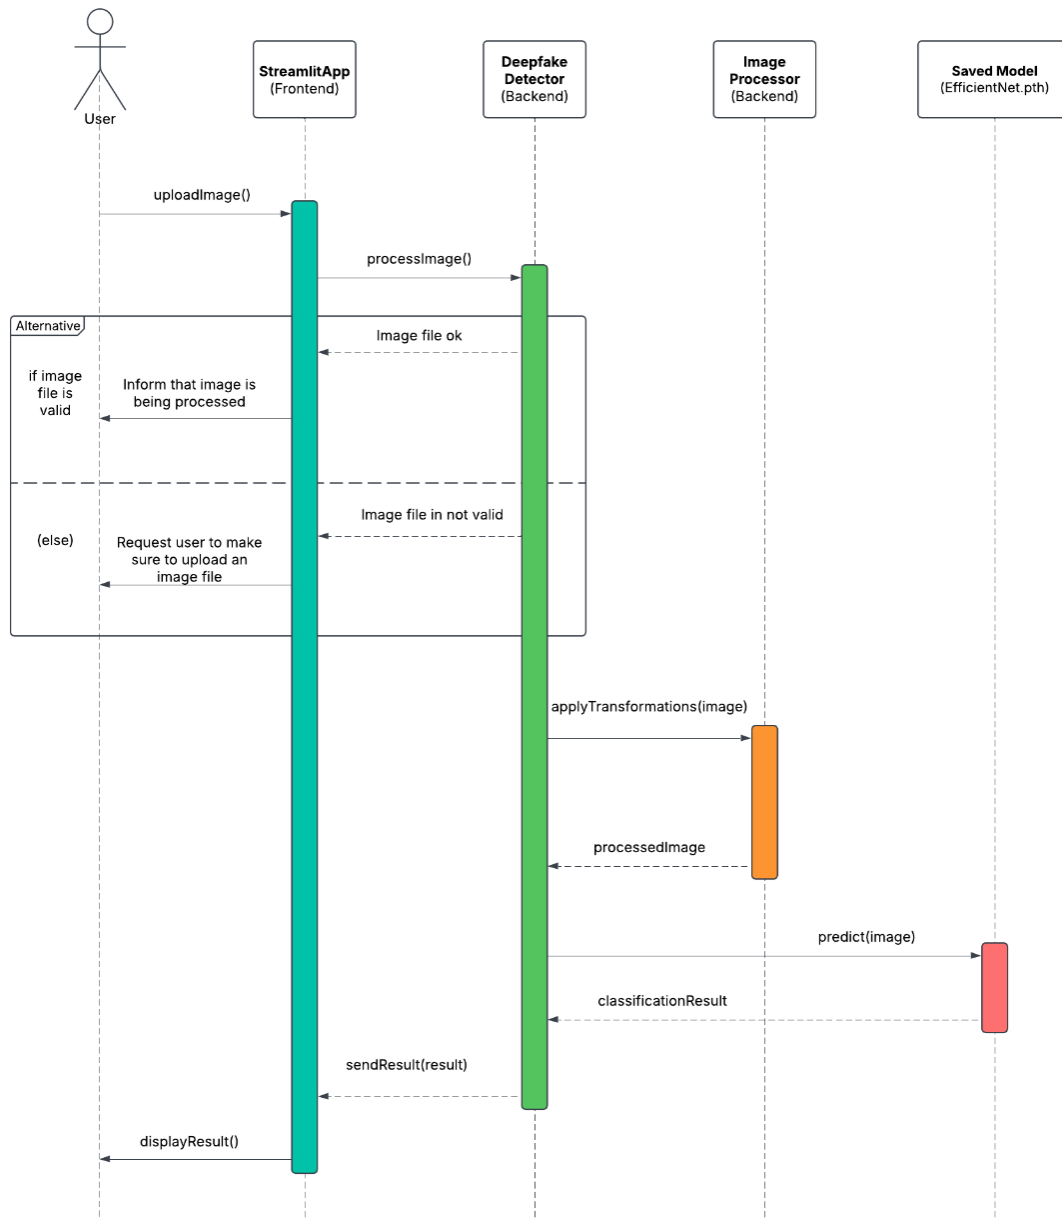 User
StreamlitApp
(Frontend)
Deepfake
Detector
(Backend)
Image
Processor
(Backend)
Saved Model
(EfficientNet.pth)
uploadImage()
processImage()
Alternative
Image file ok
if image
file is
valid
Inform that image is
being processed
Image file in not valid
(else)
Request user to make
sure to upload an
image file
applyTransformations(image)
processedImage
predict(image)
classificationResult
sendResult(result)
displayResult()